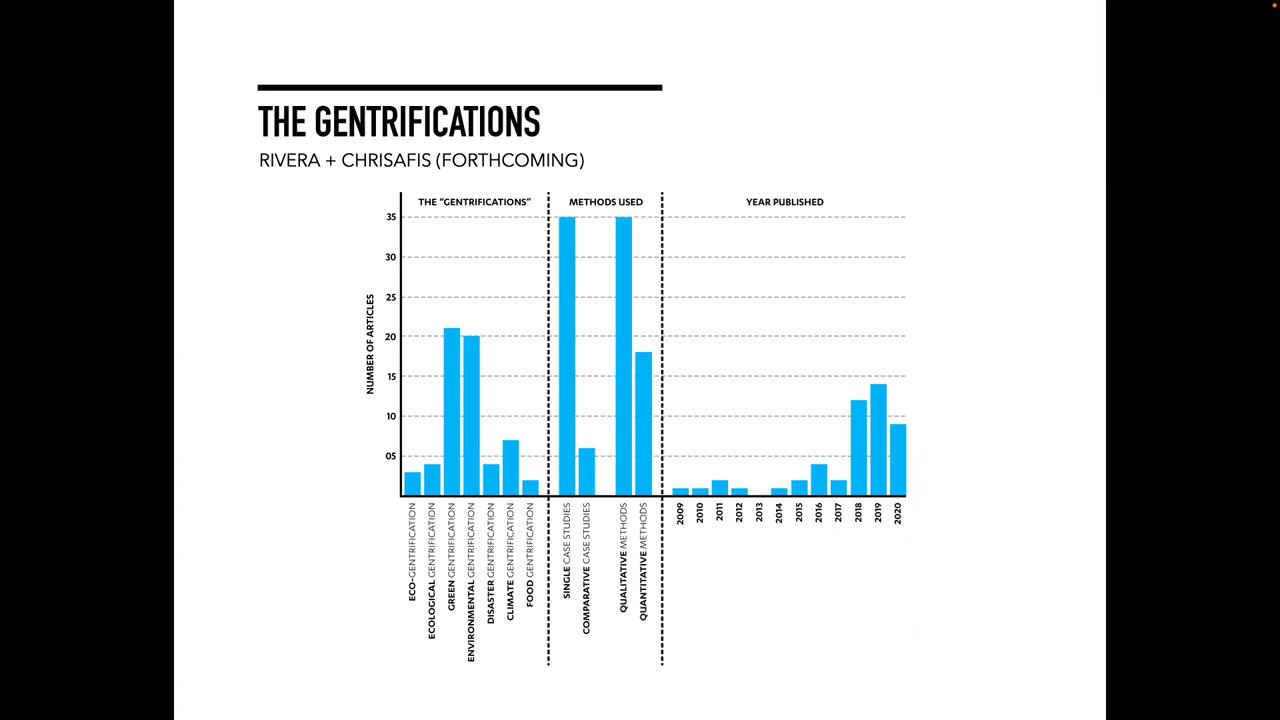 THE GENTRIFICATIONS
RIVERA + CHRISAFIS (FORTHCOMING)
THE “GENTRIFICATIONS”
METHODS USED
YEAR PUBLISHED
NUMBER OF ARTICLES
35
30
25
20
15
10
05
ECO-GENTRIFICATION
ECOLOGICAL GENTRIFICATION
GREEN GENTRIFICATION
ENVIRONMENTAL GENTRIFICATION
DISASTER GENTRIFICATION
CLIMATE GENTRIFICATION
FOOD GENTRIFICATION
SINGLE CASE STUDIES
COMPARATIVE CASE STUDIES
QUALITATIVE METHODS
QUANTITATIVE METHODS
2009
2010
2011
2012
2013
2014
2015
2016
2017
2018
2019
2020